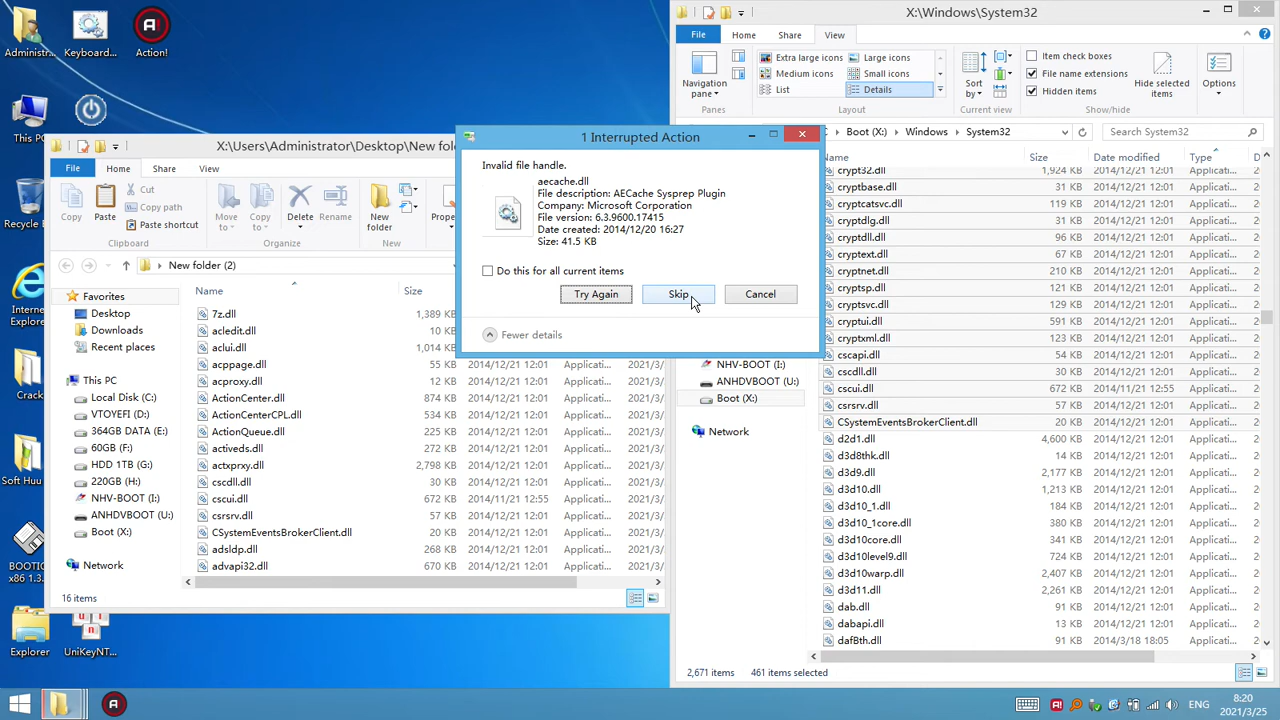 Administr...
Keyboard...
Action!
This PC
Recycle
Internet
Explorer
Crack
Soft Huu
BOOTIC
x86 1.3.
Explorer
UniKeyNT...
X:\Users\Administrator\Desktop\New fo
File
Home
Share
View
Copy
Paste
Cut
Copy path
Paste shortcut
Clipboard
Move
to
Copy
to
Delete
Rename
Organize
New
folder
New
Proper
New folder (2)
Favorites
Desktop
Downloads
Recent places
This PC
Local Disk (C:)
VTOYEFI (D:)
364GB DATA (E:)
60GB (F:)
HDD 1TB (G:)
220GB (H:)
NHV-BOOT (I:)
ANHDVBOOT (U:)
Boot (X:)
Network
Name Size
7z.dll 1,389 KB 2014/12/21 12:01 Applicati... 2021/3/
acledit.dll 10 K
aclui.dll
acppage.dll 81 KB 2014/12/21 12:01 Applicati... 2021/3/
acproxy.dll 12 KB 2014/12/21 12:01 Applicati... 2021/3/
ActionCenter.dll 874 KB 2014/12/21 12:01 Applicati... 2021/3/
ActionCenterCPL.dll 534 KB 2014/12/21 12:01 Applicati... 2021/3/
ActionQueue.dll 225 KB 2014/12/21 12:01 Applicati... 2021/3/
activeds.dll 272 KB 2014/12/21 12:01 Applicati... 2021/3/
actxprxy.dll 2,798 KB 2014/12/21 12:01 Applicati... 2021/3/
cscdll.dll 30 KB 2014/12/21 12:01 Applicati... 2021/3/
cscui.dll 672 KB 2014/11/21 12:55 Applicati... 2021/3/
csrsrv.dll 57 KB 2014/12/21 12:01 Applicati... 2021/3/
CSystemEventsBrokerClient.dll 20 KB 2014/12/21 12:01 Applicati... 2021/3/
adsldp.dll 268 KB 2014/12/21 12:01 Applicati... 2021/3/
advapi32.dll 670 KB 2014/12/21 12:01 Applicati... 2021/3/
16 items
1 Interrupted Action
Invalid file handle.
aecache.dll
File description: AECache Sysprep Plugin
Company: Microsoft Corporation
File version: 6.3.9600.17415
Date created: 2014/12/20 16:27
Size: 41.5 KB
Do this for all current items
Try Again Skip Cancel
Fewer details
X:\Windows\System32
File Home Share View
Navigation
pane
Panes
Extra large icons Large icons
Medium icons Small icons
List Details
Layout
Sort
by
Current view
Item check boxes
File name extensions
Hidden items
Hide selected
items
Show/hide
Options
Boot (X:) Windows System32
Search System32
NHV-BOOT (I:)
ANHDVBOOT (U:)
Boot (X:)
Network
Name Size Date modified Type D
crypt32.dll 1,924 KB 2014/12/21 12:01 Applicati... 2
cryptbase.dll 33 KB 2014/12/21 12:01 Applicati... 2
cryptcatsvc.dll 119 KB 2014/12/21 12:01 Applicati... 2
cryptdlg.dll 31 KB 2014/12/21 12:01 Applicati... 2
cryptdll.dll 96 KB 2014/12/21 12:01 Applicati... 2
cryptext.dll 67 KB 2014/12/21 12:01 Applicati... 2
cryptnet.dll 210 KB 2014/12/21 12:01 Applicati... 2
cryptsp.dll 2014/12/21 12:01 Applicati... 2
cryptsvc.dll 2014/12/21 12:01 Applicati... 2
cryptui.dll 591 KB 2014/12/21 12:01 Applicati... 2
cryptxml.dll 123 KB 2014/12/21 12:01 Applicati... 2
cscapi.dll 51 KB 2014/12/21 12:01 Applicati... 2
cscdll.dll 30 KB 2014/12/21 12:01 Applicati... 2
cscui.dll 672 KB 2014/11/21 12:55 Applicati... 2
csrsrv.dll 57 KB 2014/12/21 12:01 Applicati... 2
CSystemEventsBrokerClient.dll 20 KB 2014/12/21 12:01 Applicati... 2
d2d1.dll 4,600 KB 2014/12/21 12:01 Applicati... 2
d3d8thk.dll 14 KB 2014/12/21 12:01 Applicati... 2
d3d9.dll 2,177 KB 2014/12/21 12:01 Applicati... 2
d3d10.dll 1,213 KB 2014/12/21 12:01 Applicati... 2
d3d10_1.dll 184 KB 2014/12/21 12:01 Applicati... 2
d3d10_1core.dll 380 KB 2014/12/21 12:01 Applicati... 2
d3d10core.dll 341 KB 2014/12/21 12:01 Applicati... 2
d3d10level9.dll 724 KB 2014/12/21 12:01 Applicati... 2
d3d10warp.dll 2,407 KB 2014/12/21 12:01 Applicati... 2
d3d11.dll 2,261 KB 2014/12/21 12:01 Applicati... 2
dab.dll 57 KB 2014/12/21 12:01 Applicati... 2
dabapi.dll 13 KB 2014/12/21 12:01 Applicati... 2
dafBth.dll 91 KB 2014/3/18 18:05 Applicati... 2
2,671 items 461 items selected
ENG
8:20
2021/3/25